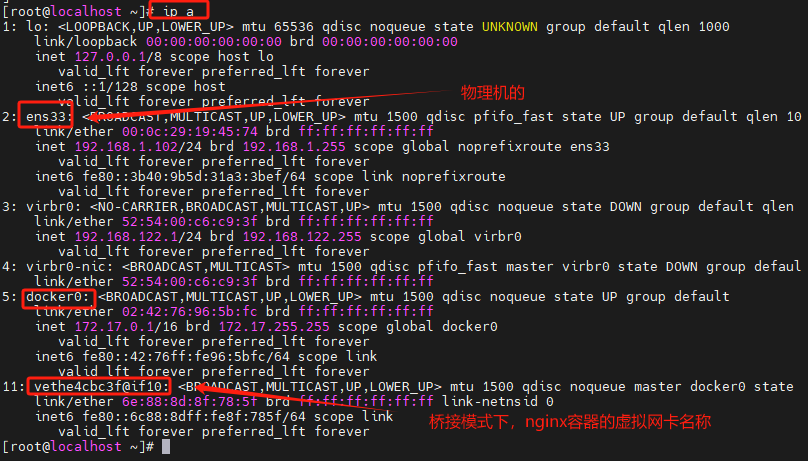 [root@localhost ~]# ip a
1: lo: <LOOPBACK,UP,LOWER_UP> mtu 65536 qdisc noqueue state UNKNOWN group default qlen 1000
link/loopback 00:00:00:00:00:00 brd 00:00:00:00:00:00
inet 127.0.0.1/8 scope host lo
valid_lft forever preferred_lft forever
inet6 ::1/128 scope host
valid_lft forever preferred_lft forever
物理机的
2: ens33: <BROADCAST,MULTICAST,UP,LOWER_UP> mtu 1500 qdisc pfifo_fast state UP group default qlen 10
link/ether 00:0c:29:19:45:74 brd ff:ff:ff:ff:ff:ff
inet 192.168.1.102/24 brd 192.168.1.255 scope global noprefixroute ens33
valid_lft forever preferred_lft forever
inet6 fe80::3b40:9b5d:31a3:3bef/64 scope link noprefixroute
valid_lft forever preferred_lft forever
3: virbr0: <NO-CARRIER,BROADCAST,MULTICAST,UP> mtu 1500 qdisc noqueue state DOWN group default qlen
link/ether 52:54:00:c6:c9:3f brd ff:ff:ff:ff:ff:ff
inet 192.168.122.1/24 brd 192.168.122.255 scope global virbr0
valid_lft forever preferred_lft forever
4: virbr0-nic: <BROADCAST,MULTICAST> mtu 1500 qdisc pfifo_fast master virbr0 state DOWN group defaul
link/ether 52:54:00:c6:c9:3f brd ff:ff:ff:ff:ff:ff
5: docker0: <BROADCAST,MULTICAST,UP,LOWER_UP> mtu 1500 qdisc noqueue state UP group default
link/ether 02:42:76:96:5b:fc brd ff:ff:ff:ff:ff:ff
inet 172.17.0.1/16 brd 172.17.255.255 scope global docker0
valid_lft forever preferred_lft forever
inet6 fe80::42:76ff:fe96:5bfc/64 scope link
valid_lft forever preferred_lft forever
11: vethe4cbc3f@if10: <BROADCAST,MULTICAST,UP,LOWER_UP> mtu 1500 qdisc noqueue master docker0 state
link/ether 6e:88:8d:8f:78:5f brd ff:ff:ff:ff:ff:ff link-netnsid 0
inet6 fe80::6c88:8dff:fe8f:785f/64 scope link
valid_lft forever preferred_lft forever
桥接模式下，nginx容器的虚拟网卡名称
[root@localhost ~]#